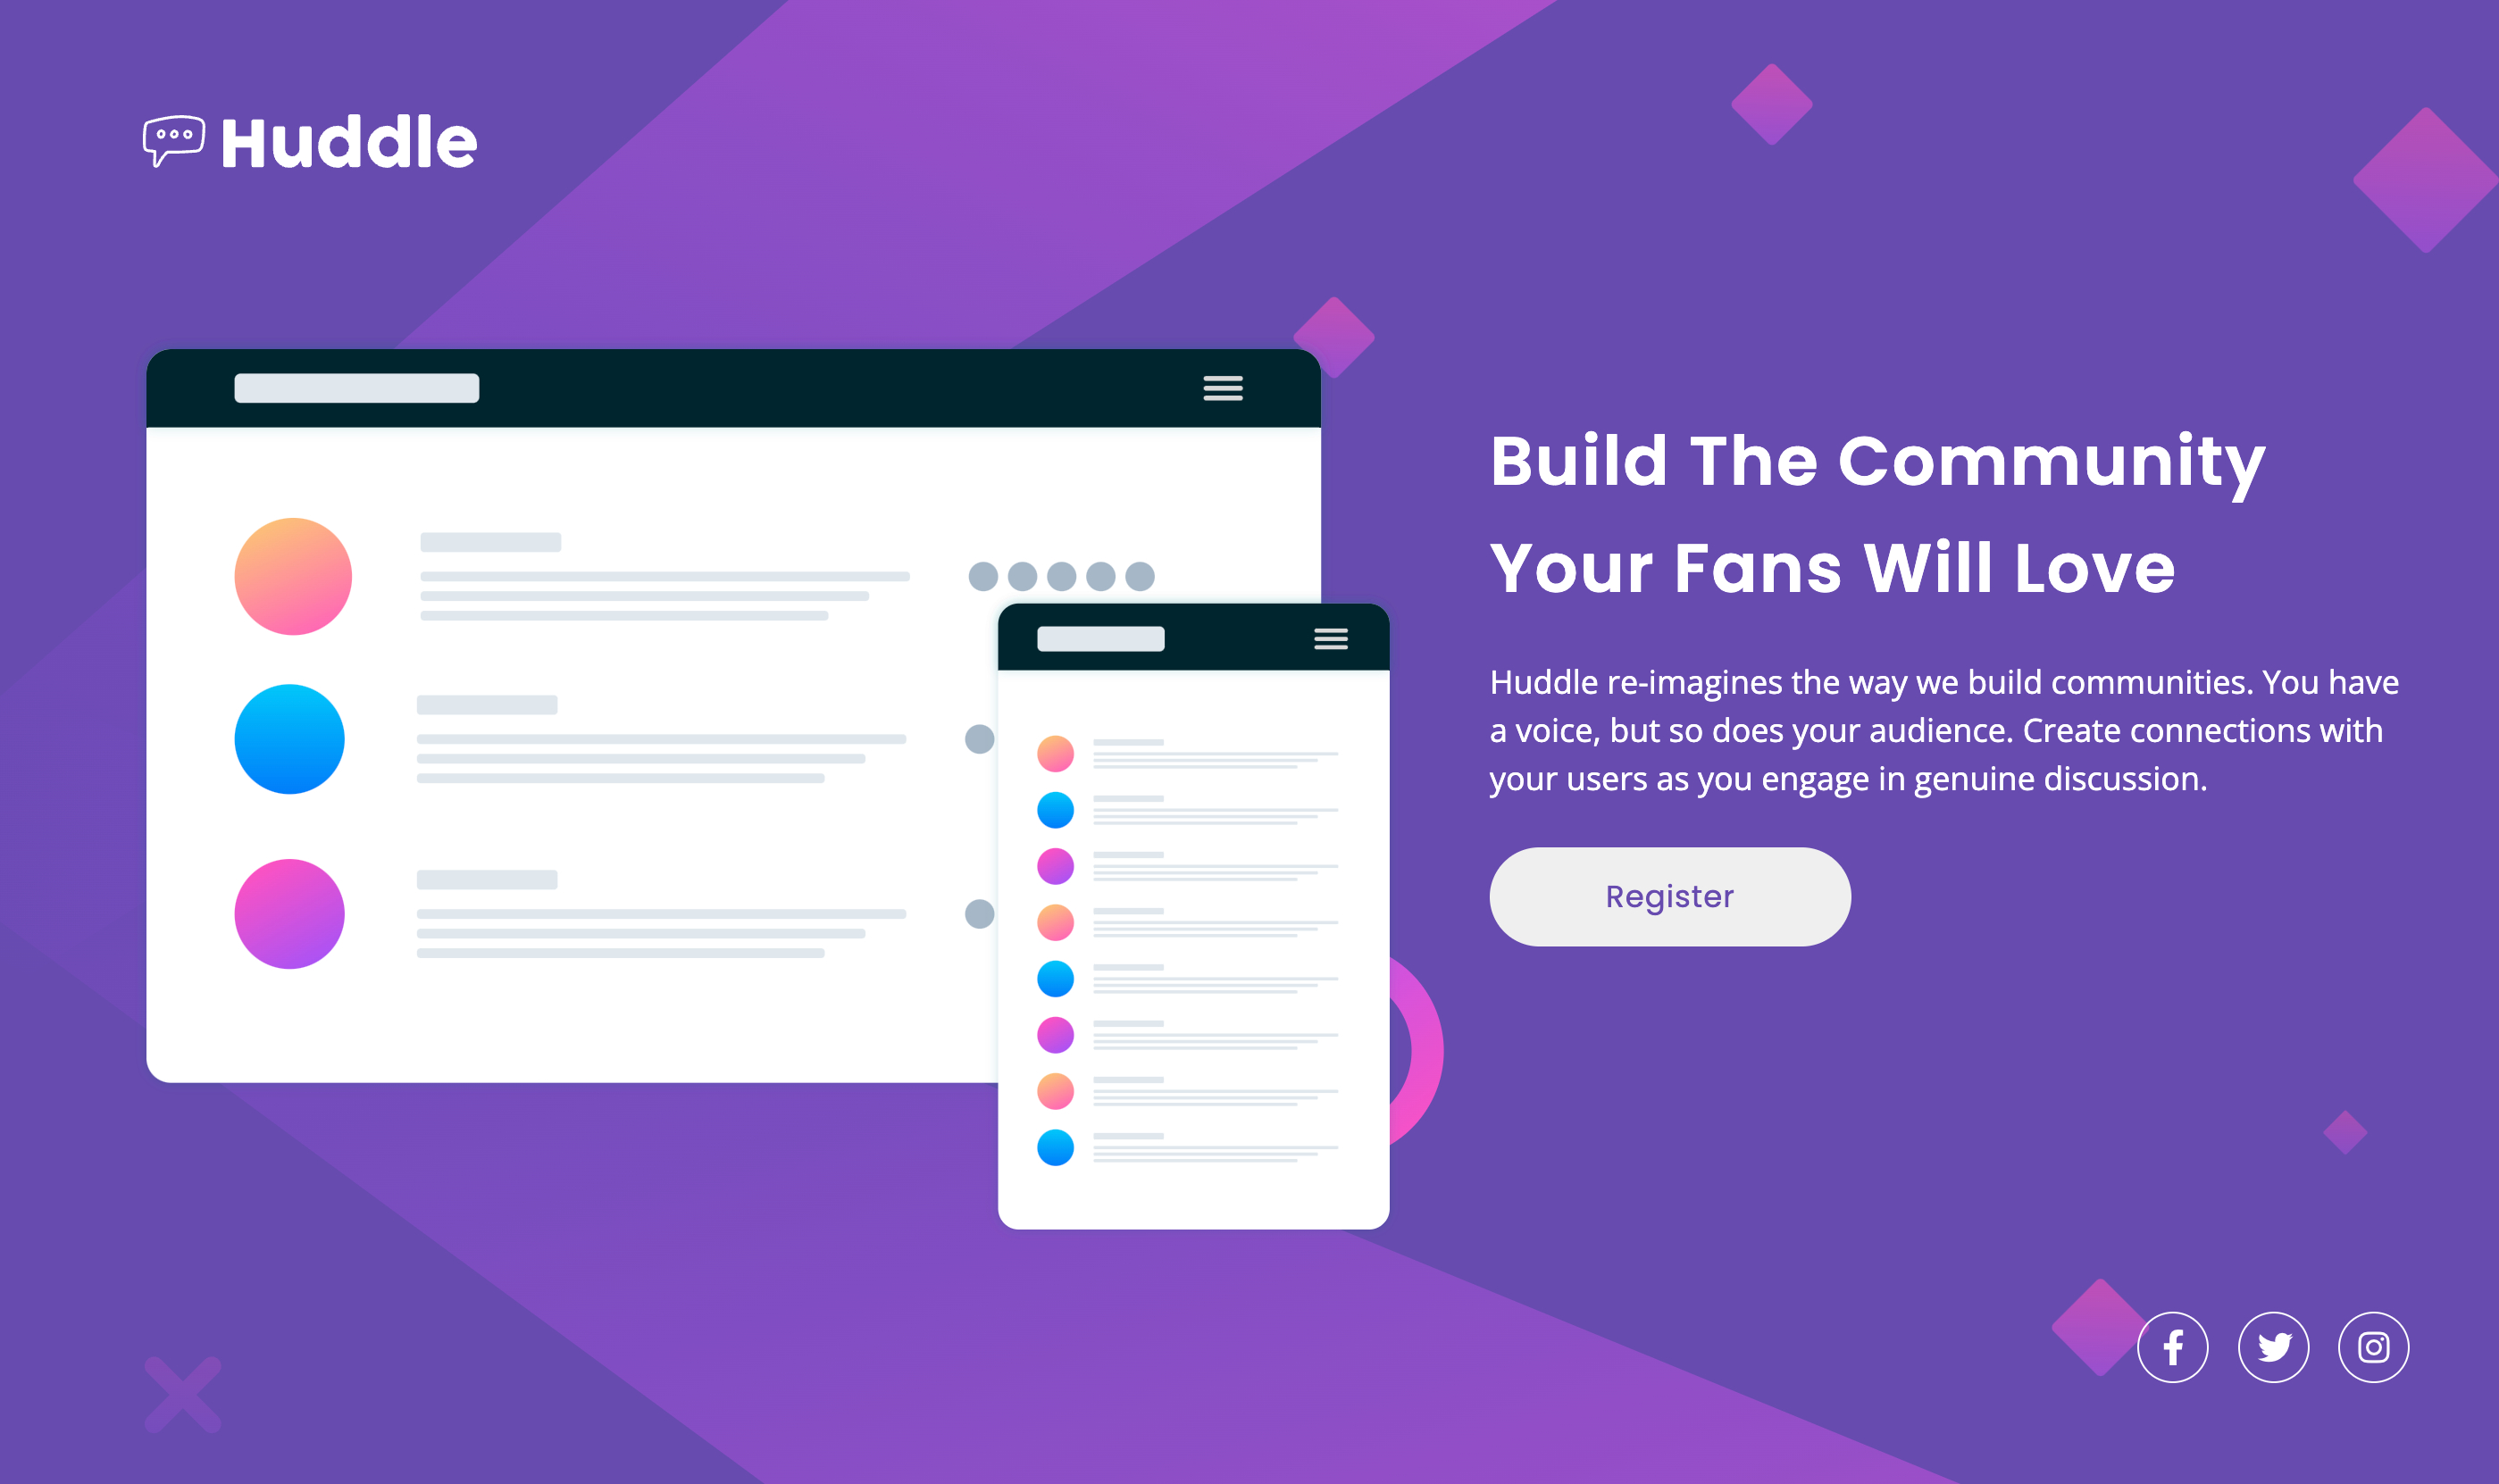 Huddle
Build The Community
Your Fans Will Love
Huddle re-imagines the way we build communities. You have
a voice, but so does your audience. Create connections with
your users as you engage in genuine discussion.
Register